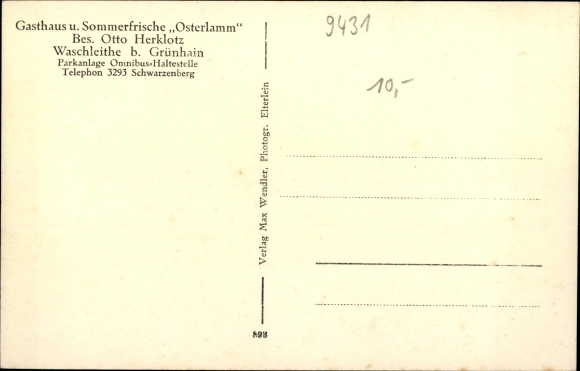 Gasthaus u. Sommerfrische „Osterlamm“
Bes. Otto Herklotz
Waschleithe b. Grünhain
Parkanlage Omnibus-Haltestelle
Telephon 3293 Schwarzenberg
9431
10,-
Verlag Max Wendler, Photogr. Elterlein